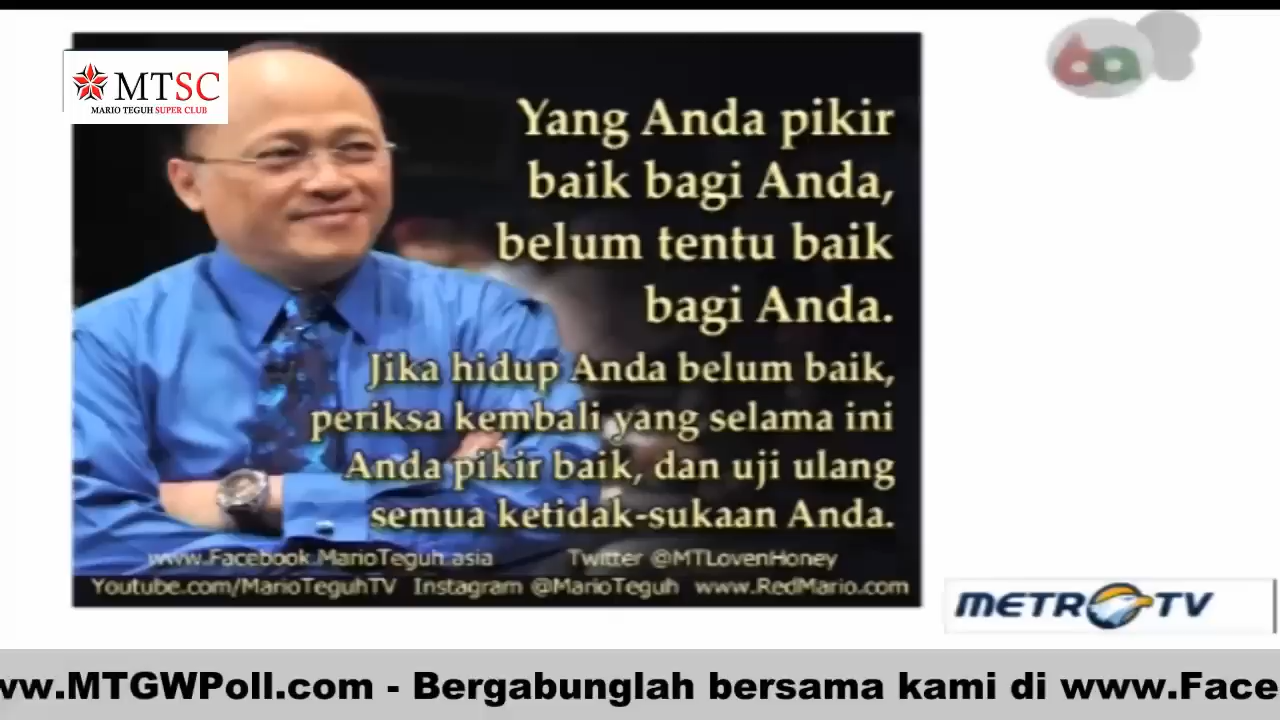 MTSC
MARIO TEGUH SUPER CLUB
Yang Anda pikir
baik bagi Anda,
belum tentu baik
bagi Anda.
Jika hidup Anda belum baik,
periksa kembali yang selama ini
Anda pikir baik, dan uji ulang
semua ketidak-sukaan Anda.
www.Facebook.MarioTeguh.asia Twitter @MTLovenHoney
Youtube.com/MarioTeguhTV Instagram @MarioTeguh www.RedMario.com
METRO TV
ww.MTGWPoll.com - Bergabunglah bersama kami di www.Face